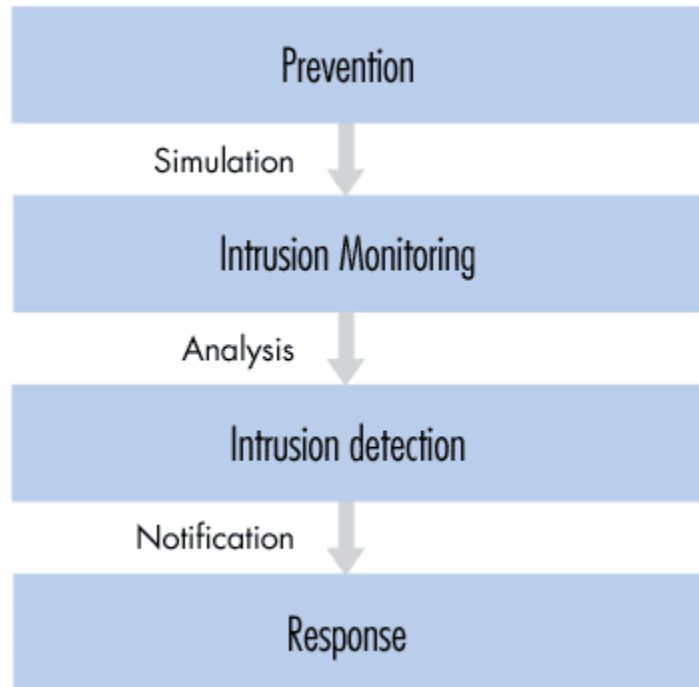 Prevention
Simulation
Intrusion Monitoring
Analysis
Intrusion detection
Notification
Response